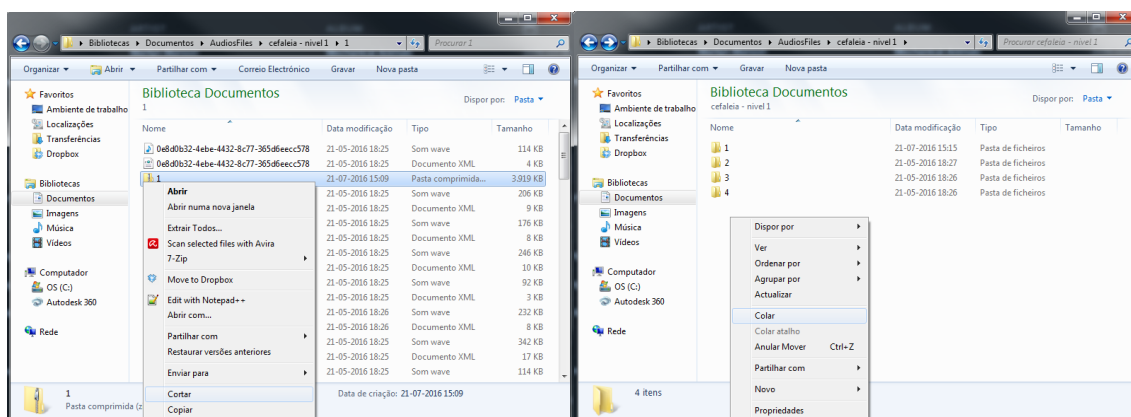 Bibliotecas ▸ Documentos ▸ AudiosFiles ▸ cefaleia - nivel 1 ▸ 1
Procurar 1
Organizar
Abrir
Partilhar com
Correio Electrónico
Gravar
Nova pasta
Favoritos
Ambiente de trabalho
Localizações
Transferências
Dropbox
Bibliotecas
Documentos
Imagens
Música
Vídeos
Computador
OS (C:)
Autodesk 360
Rede
Biblioteca Documentos
1
Dispor por: Pasta
Nome Data modificação Tipo Tamanho
0e8d0b32-4ebe-4432-8c77-365d6eecc578 21-05-2016 18:25 Som wave 114 KB
0e8d0b32-4ebe-4432-8c77-365d6eecc578 21-05-2016 18:25 Documento XML 4 KB
1 21-07-2016 15:09 Pasta comprimida... 3.919 KB
21-05-2016 18:25 Som wave 206 KB
21-05-2016 18:25 Documento XML 9 KB
21-05-2016 18:25 Som wave 176 KB
21-05-2016 18:25 Documento XML 8 KB
21-05-2016 18:25 Som wave 246 KB
21-05-2016 18:25 Documento XML 10 KB
21-05-2016 18:25 Som wave 92 KB
21-05-2016 18:25 Documento XML 3 KB
21-05-2016 18:26 Som wave 232 KB
21-05-2016 18:26 Documento XML 8 KB
21-05-2016 18:25 Som wave 342 KB
21-05-2016 18:25 Documento XML 17 KB
21-05-2016 18:25 Som wave 114 KB
Abrir
Abrir numa nova janela
Extrair Todos...
Scan selected files with Avira
7-Zip
Move to Dropbox
Edit with Notepad++
Abrir com...
Partilhar com
Restaurar versões anteriores
Enviar para
Cortar
Copiar
1
Pasta comprimida (z
Data de criação: 21-07-2016 15:09
Bibliotecas ▸ Documentos ▸ AudiosFiles ▸ cefaleia - nivel 1 ▸
Procurar cefaleia - nivel 1
Organizar
Partilhar com
Gravar
Nova pasta
Favoritos
Ambiente de trabalho
Localizações
Transferências
Dropbox
Bibliotecas
Documentos
Imagens
Música
Vídeos
Computador
OS (C:)
Autodesk 360
Rede
Biblioteca Documentos
cefaleia - nivel 1
Dispor por: Pasta
Nome Data modificação Tipo Tamanho
1 21-07-2016 15:15 Pasta de ficheiros
2 21-05-2016 18:27 Pasta de ficheiros
3 21-05-2016 18:26 Pasta de ficheiros
4 21-05-2016 18:26 Pasta de ficheiros
Dispor por
Ver
Ordenar por
Agrupar por
Actualizar
Colar
Colar atalho
Anular Mover Ctrl+Z
Partilhar com
Novo
Propriedades
4 itens